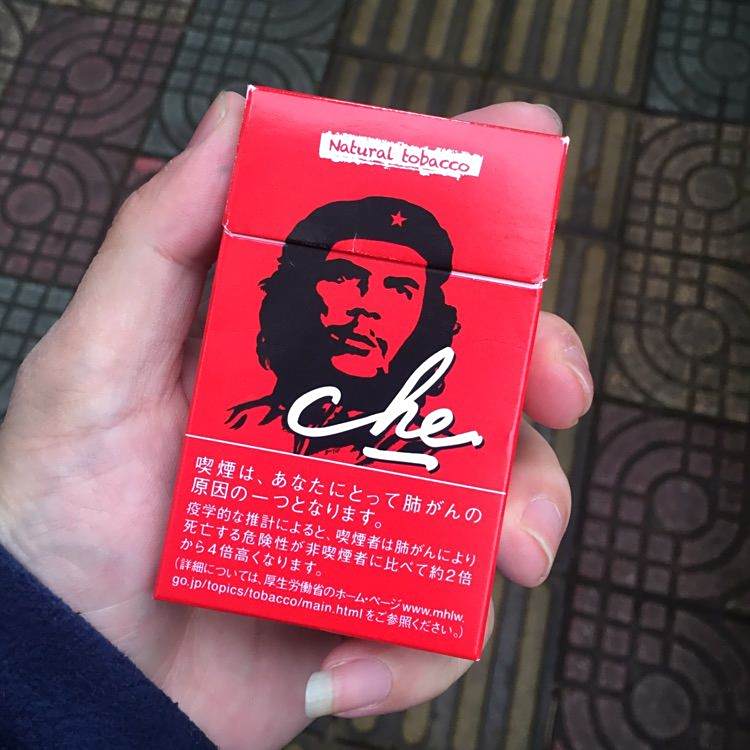 Natural tobacco
che
喫煙は、あなたにとって肺がんの
原因の一つとなります。
疫学的な推計によると、喫煙者は肺がんにより
死亡する危険性が非喫煙者に比べて約2倍
から4倍高くなります。
(詳細については、厚生労働省のホーム・ページ www.mhlw.
go.jp/topics/tobacco/main.html をご参照ください。)